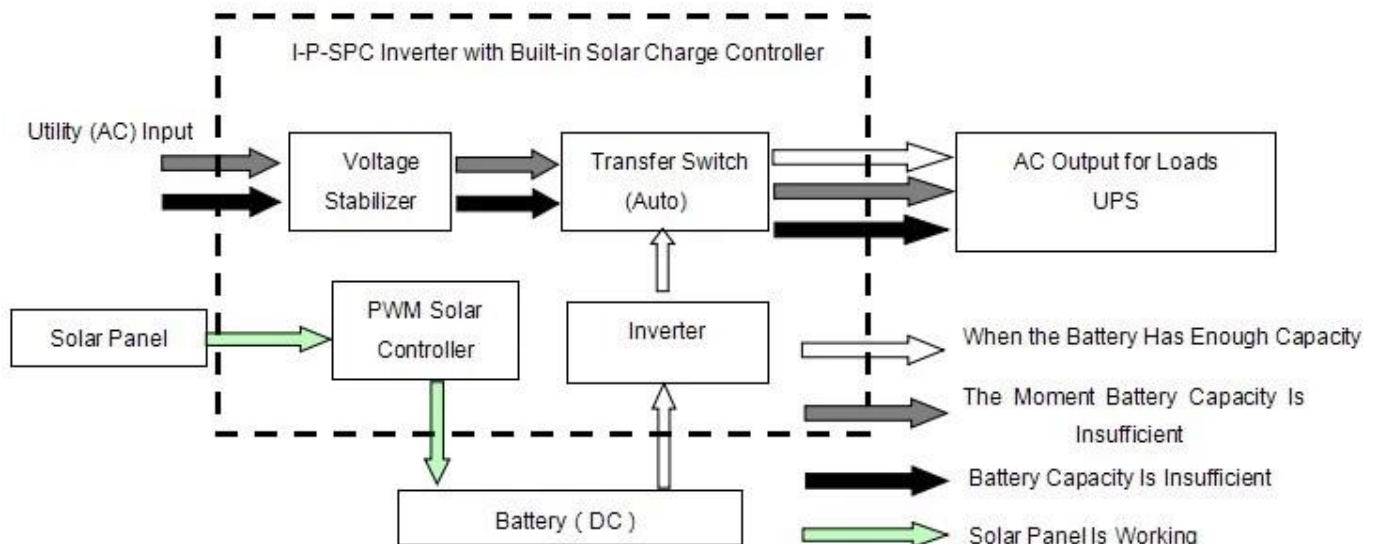 I-P-SPC Inverter with Built-in Solar Charge Controller
Utility (AC) Input
Voltage
Stabilizer
Transfer Switch
(Auto)
AC Output for Loads
UPS
Solar Panel
PWM Solar
Controller
Inverter
Battery ( DC )
When the Battery Has Enough Capacity
The Moment Battery Capacity Is
Insufficient
Battery Capacity Is Insufficient
Solar Panel Is Working